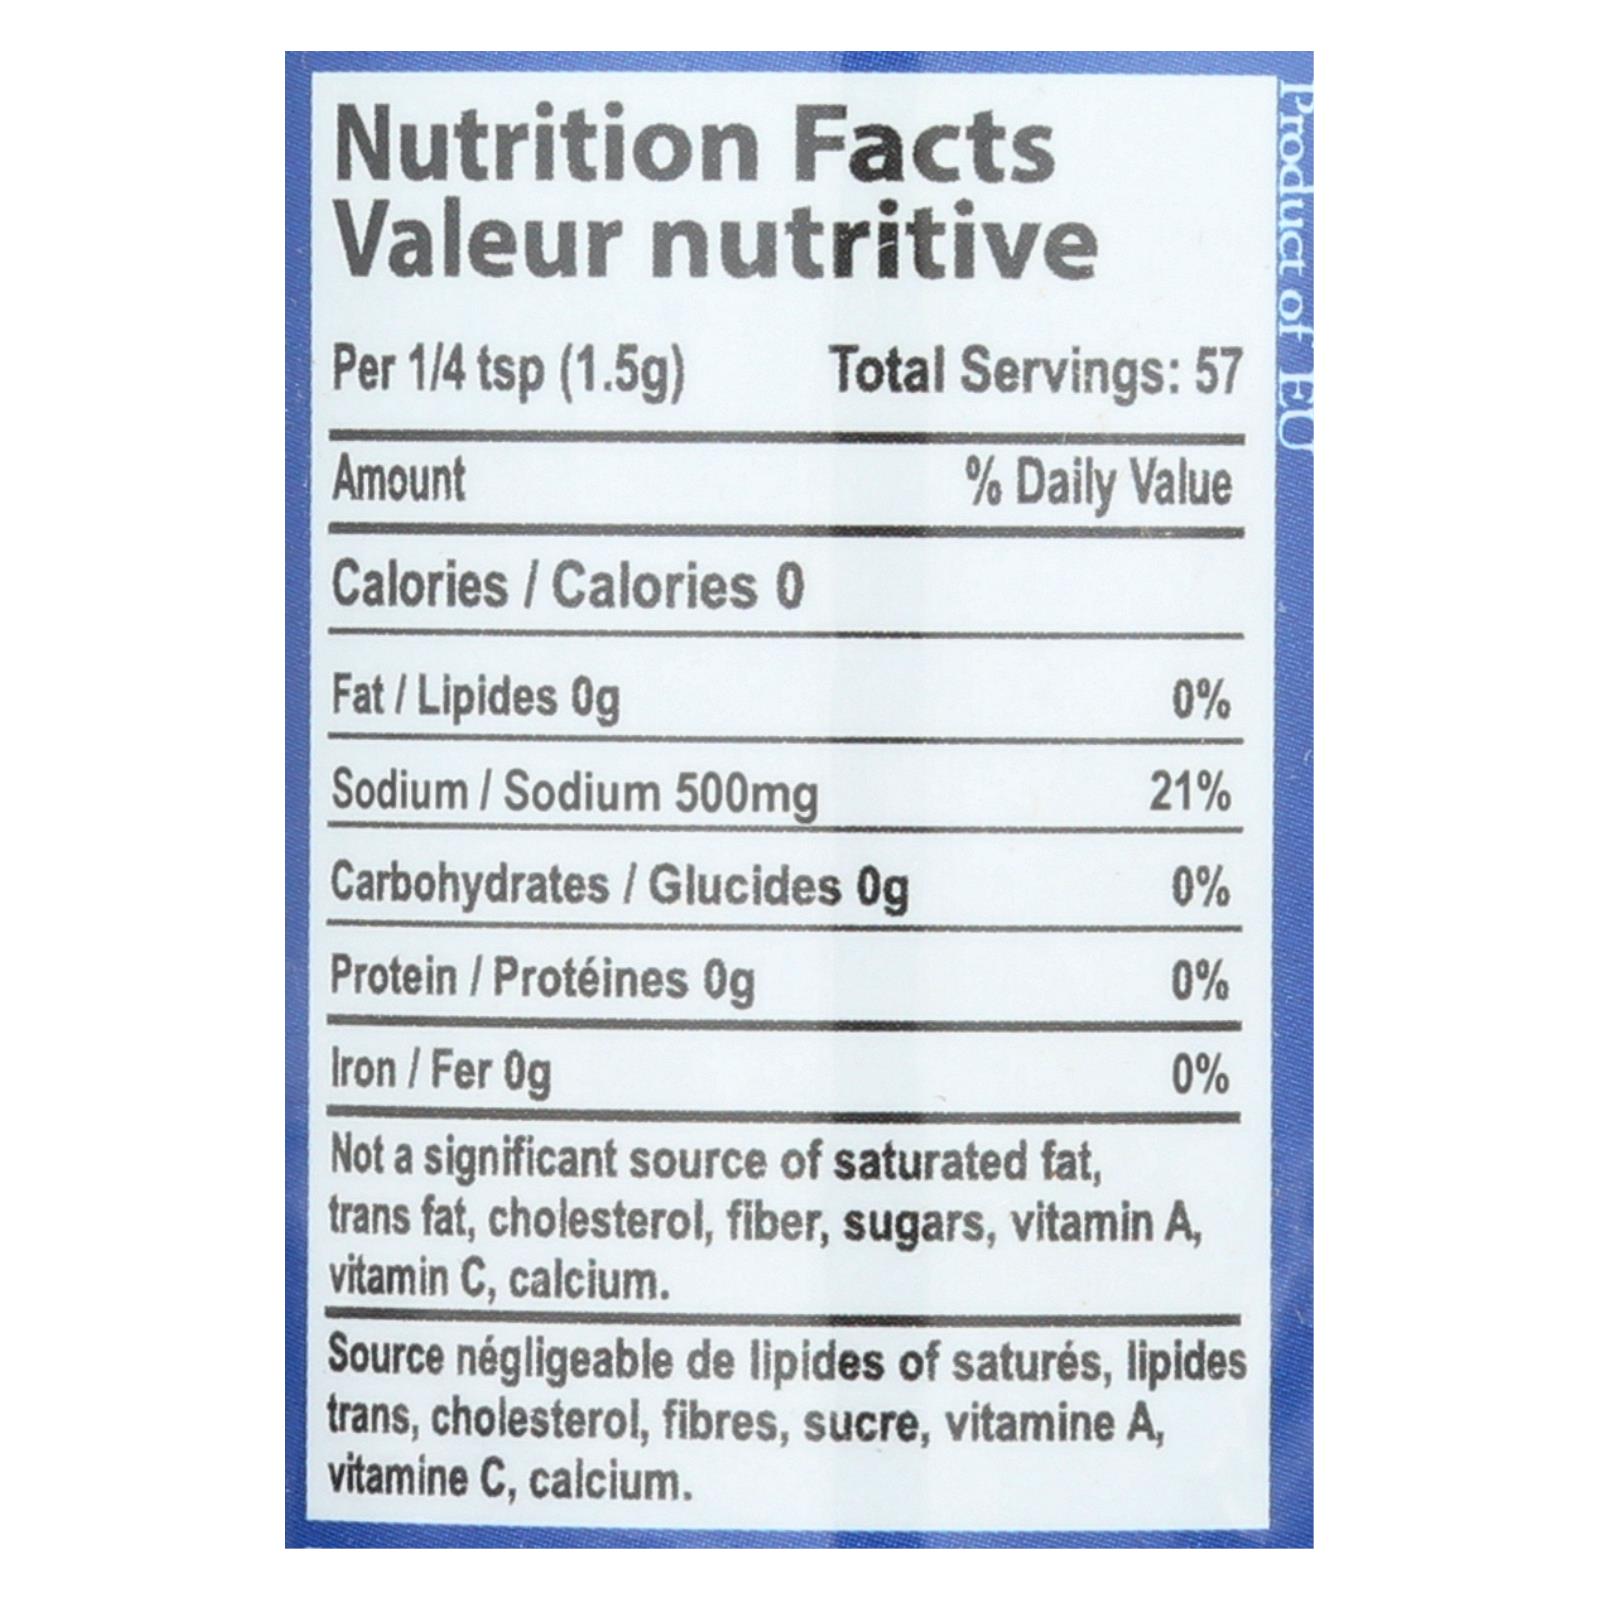 Nutrition Facts
Valeur nutritive
Per 1/4 tsp (1.5g) Total Servings: 57
Amount % Daily Value
Calories / Calories 0
Fat / Lipides 0g 0%
Sodium / Sodium 500mg 21%
Carbohydrates / Glucides 0g 0%
Protein / Protéines 0g 0%
Iron / Fer 0g 0%
Not a significant source of saturated fat,
trans fat, cholesterol, fiber, sugars, vitamin A,
vitamin C, calcium.
Source négligeable de lipides of saturés, lipides
trans, cholesterol, fibres, sucre, vitamine A,
vitamine C, calcium.
Product of EU